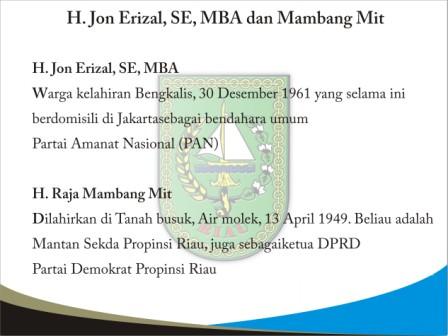 H. Jon Erizal, SE, MBA dan Mambang Mit
H. Jon Erizal, SE, MBA
Warga kelahiran Bengkalis, 30 Desember 1961 yang selama ini
berdomisili di Jakartasebagai bendahara umum
Partai Amanat Nasional (PAN)
H. Raja Mambang Mit
Dilahirkan di Tanah busuk, Air molek, 13 April 1949. Beliau adalah
Mantan Sekda Propinsi Riau, juga sebagaiketua DPRD
Partai Demokrat Propinsi Riau
RIAU